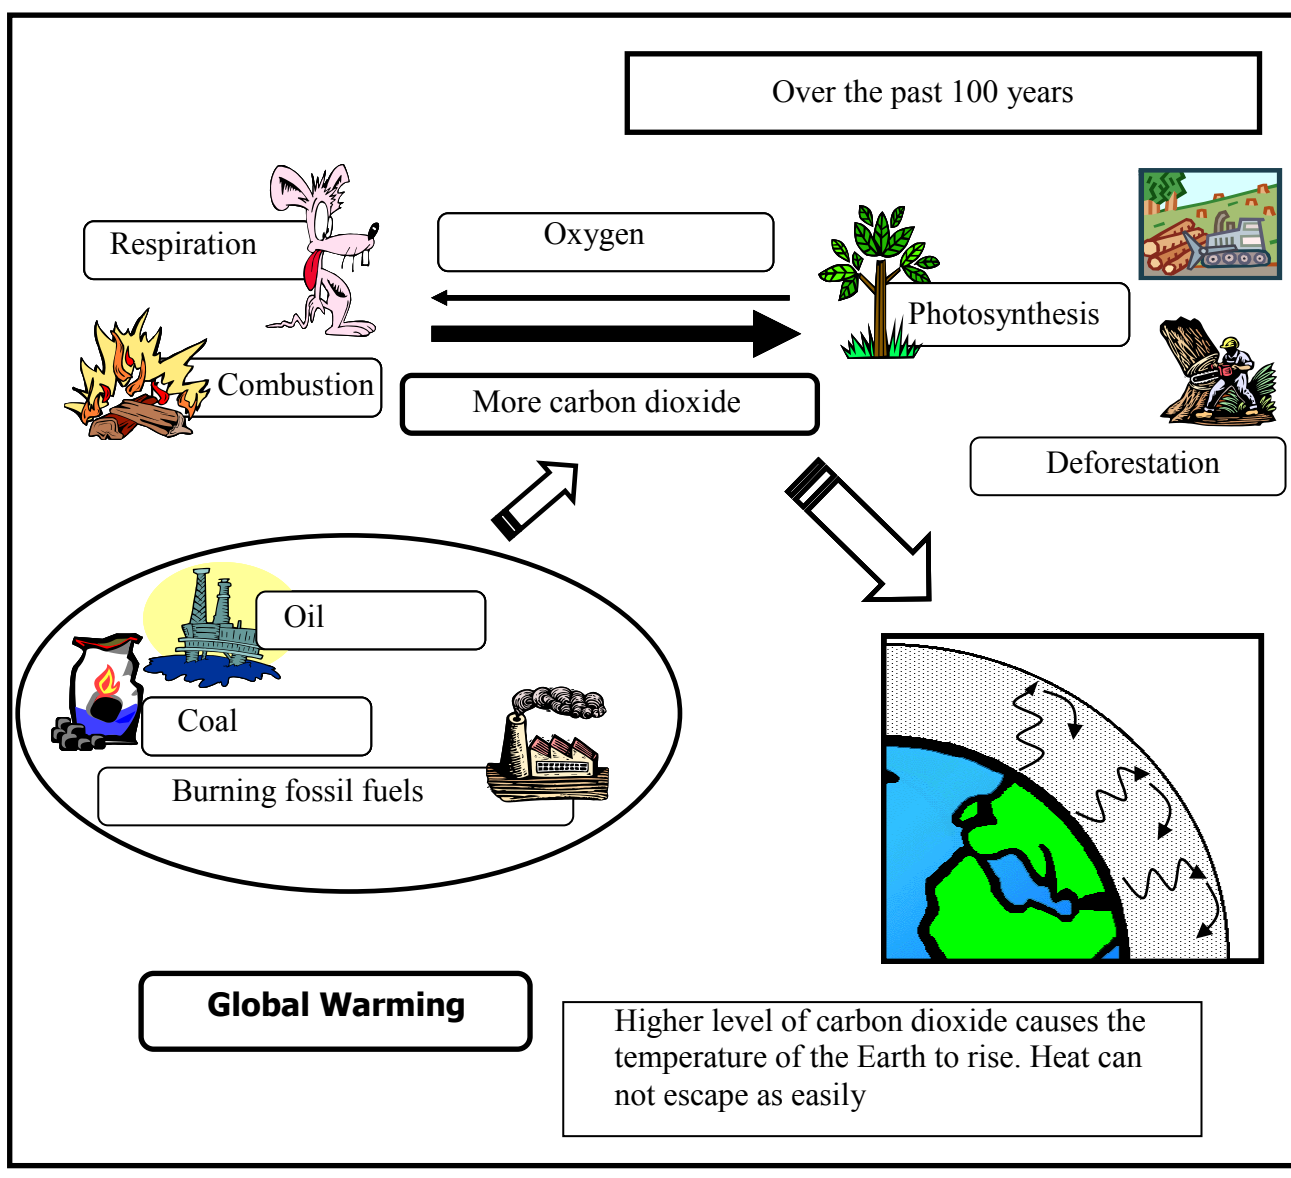 Over the past 100 years
Respiration
Oxygen
Photosynthesis
Combustion
More carbon dioxide
Deforestation
Oil
Coal
Burning fossil fuels
Global Warming
Higher level of carbon dioxide causes the
temperature of the Earth to rise. Heat can
not escape as easily